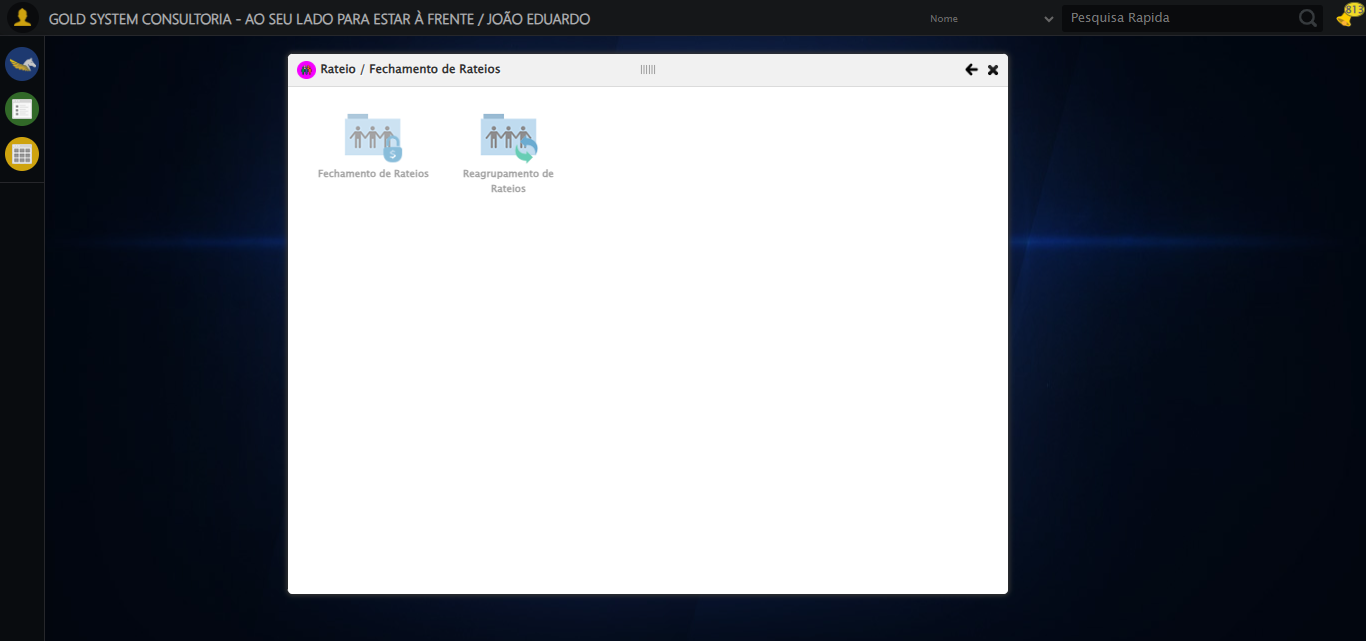 GOLD SYSTEM CONSULTORIA - AO SEU LADO PARA ESTAR À FRENTE / JOÃO EDUARDO
Nome
Pesquisa Rapida
813
Rateio / Fechamento de Rateios
Fechamento de Rateios
Reagrupamento de
Rateios